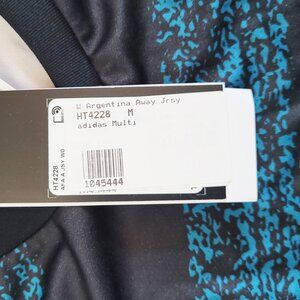 W Argentina Away Jrsy
HT4228 M
adidas Multi
1045444
HT4228
AFA A JSY WO